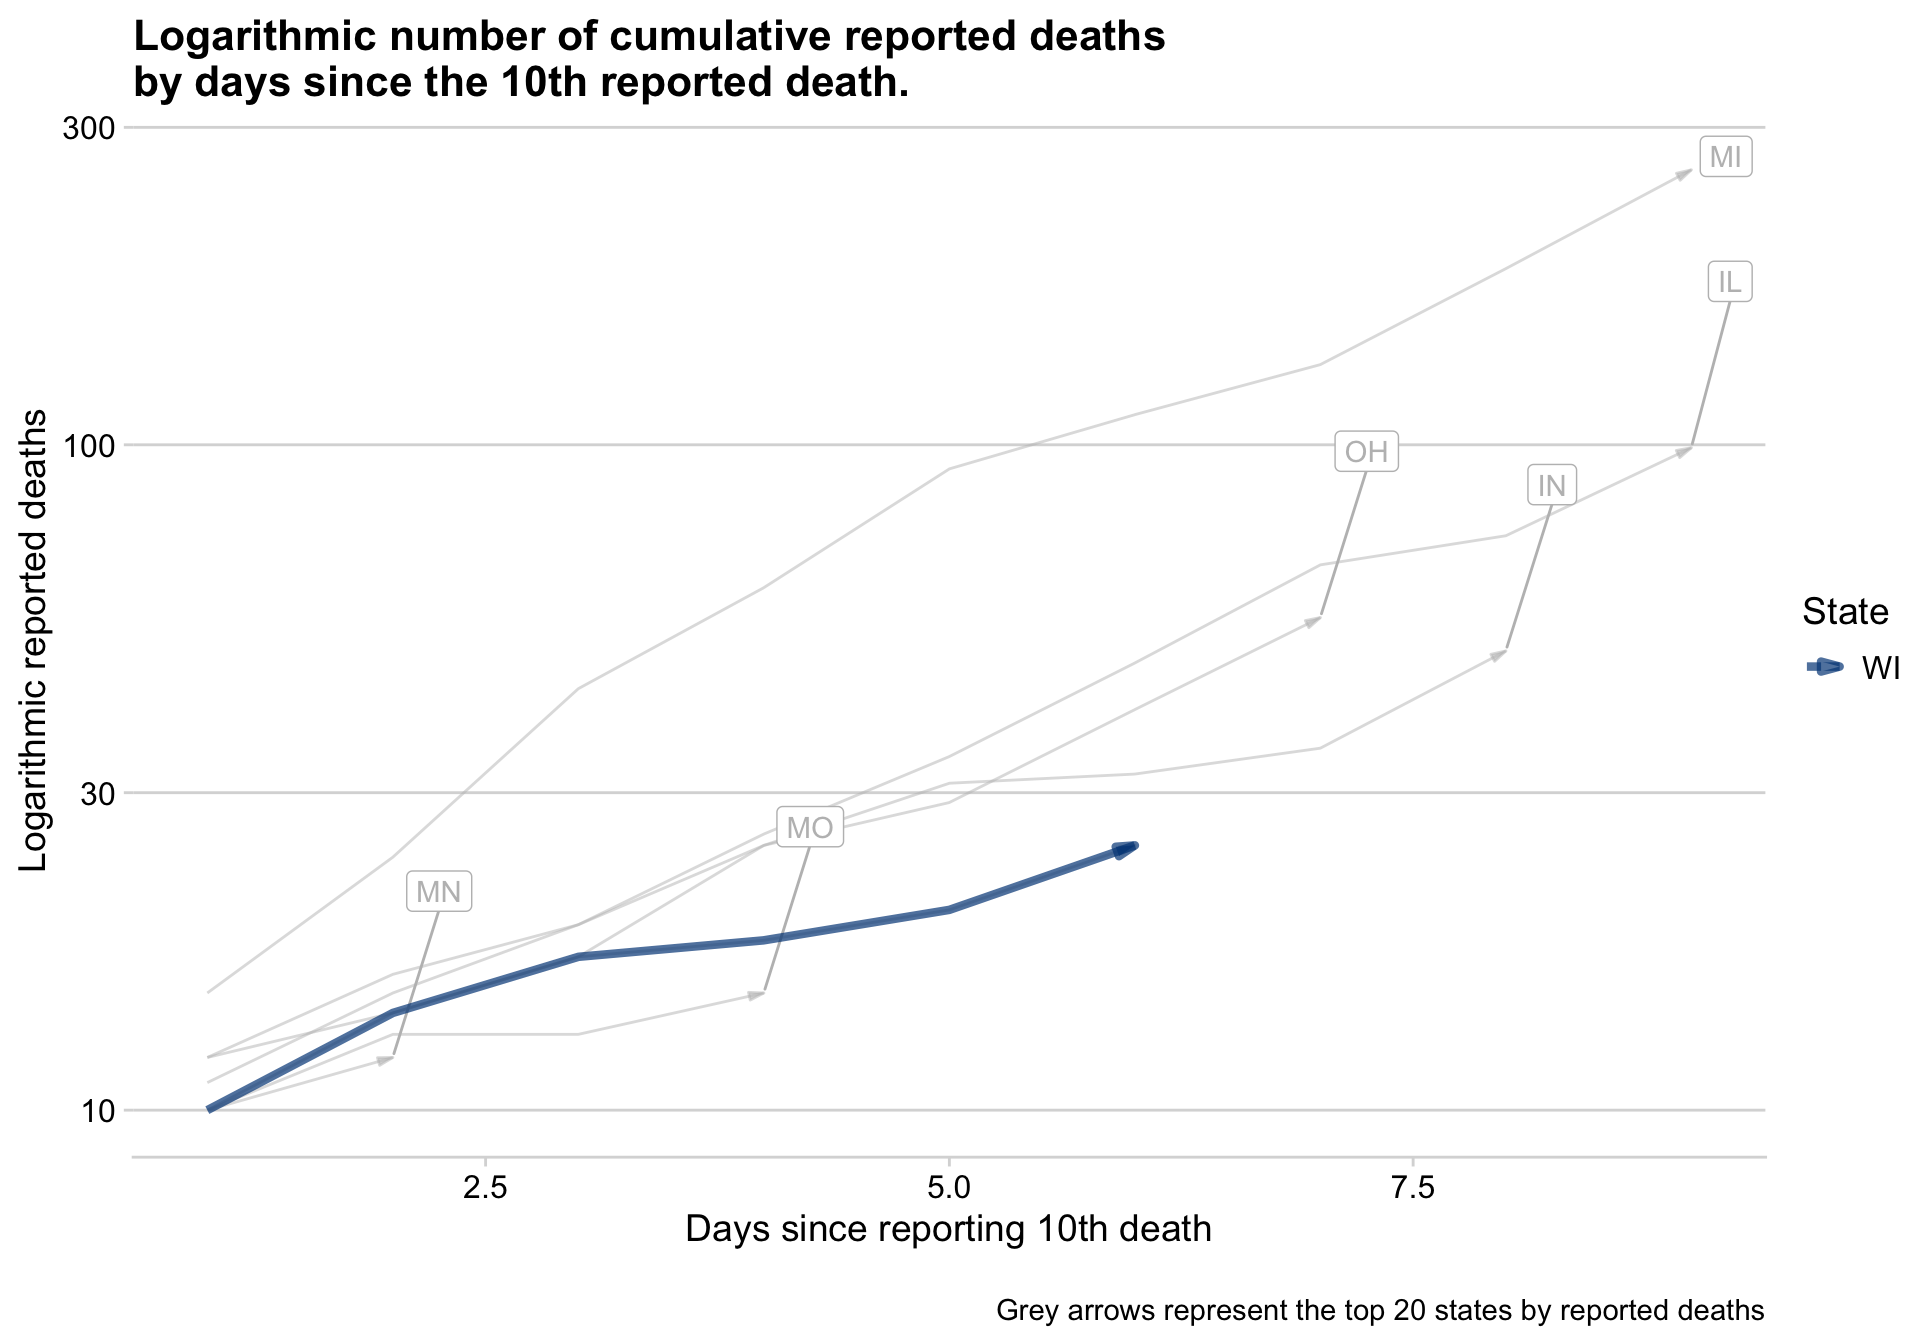 Logarithmic number of cumulative reported deaths
by days since the 10th reported death.
300
MI
IL
100
OH
IN
Logarithmic reported deaths
State
WI
30
MO
MN
10
2.5 5.0 7.5
Days since reporting 10th death
Grey arrows represent the top 20 states by reported deaths